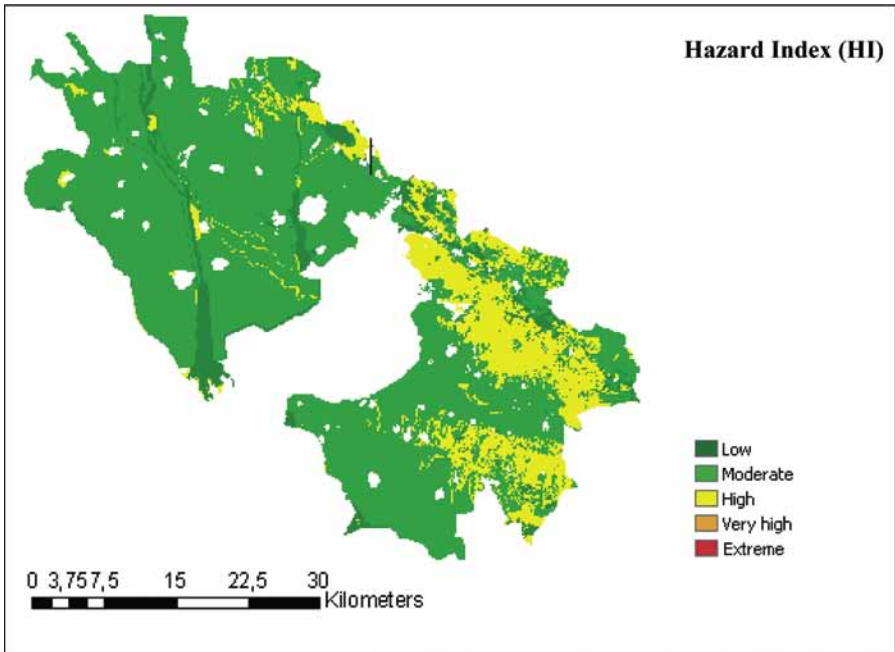 Hazard Index (HI)
Low
Moderate
High
Very high
Extreme
0 3,75 7,5 15 22,5 30
Kilometers